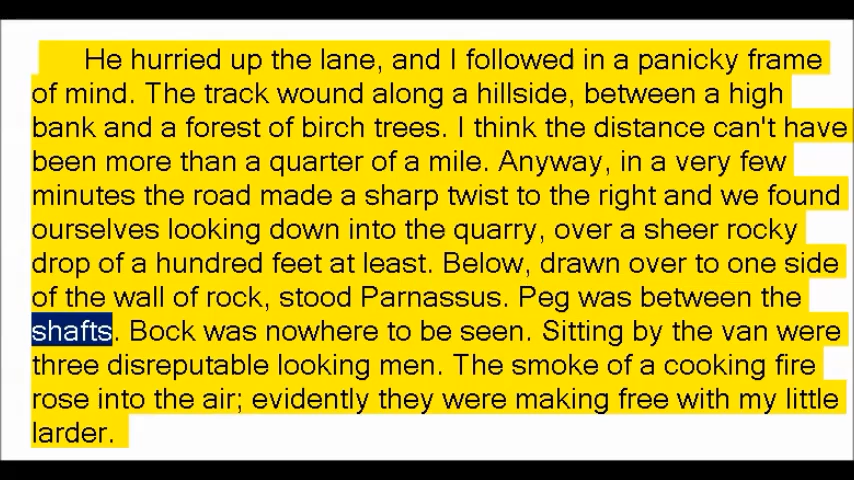 He hurried up the lane, and I followed in a panicky frame
of mind. The track wound along a hillside, between a high
bank and a forest of birch trees. I think the distance can't have
been more than a quarter of a mile. Anyway, in a very few
minutes the road made a sharp twist to the right and we found
ourselves looking down into the quarry, over a sheer rocky
drop of a hundred feet at least. Below, drawn over to one side
of the wall of rock, stood Parnassus. Peg was between the
shafts. Bock was nowhere to be seen. Sitting by the van were
three disreputable looking men. The smoke of a cooking fire
rose into the air; evidently they were making free with my little
larder.